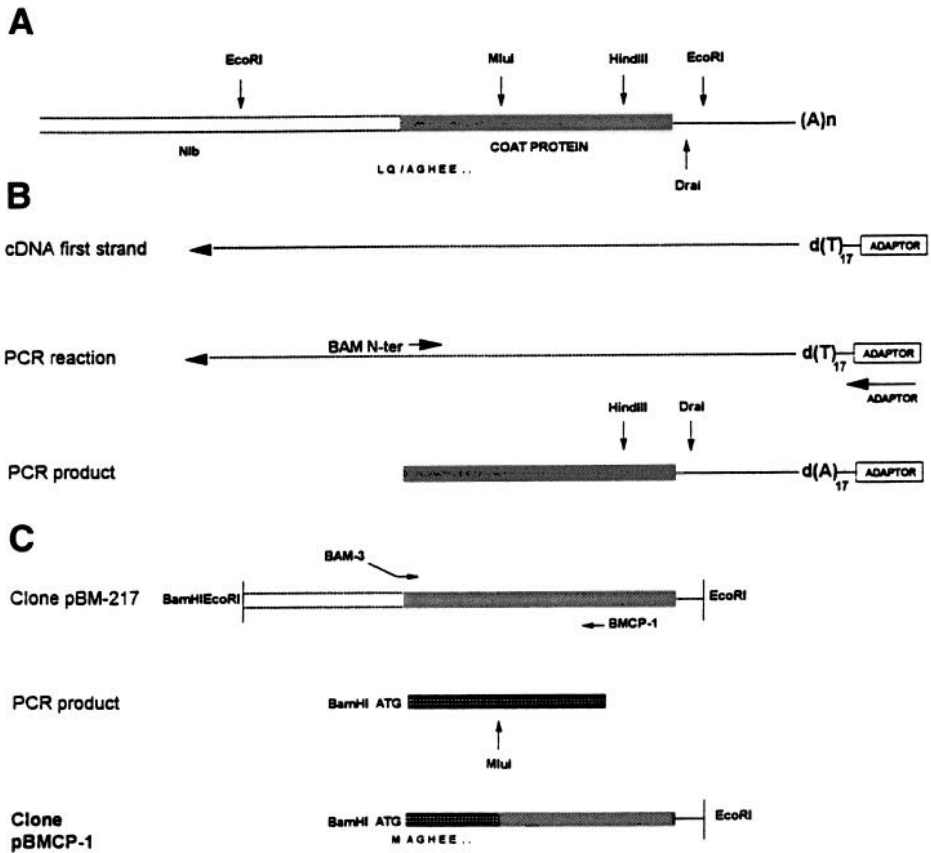 A
EcoRI MluI HindIII EcoRI
(A)n
NIb COAT PROTEIN
LQ/AGHEE..
DraI
B
cDNA first strand d(T)17 ADAPTOR
BAM N-ter
PCR reaction d(T)17 ADAPTOR
ADAPTOR
HindIII DraI
PCR product d(A)17 ADAPTOR
C
BAM-3
Clone pBM-217 BamHIEcoRI EcoRI
BMCP-1
PCR product BamHI ATG
MluI
Clone BamHI ATG EcoRI
pBMCP-1 MAGHEE..